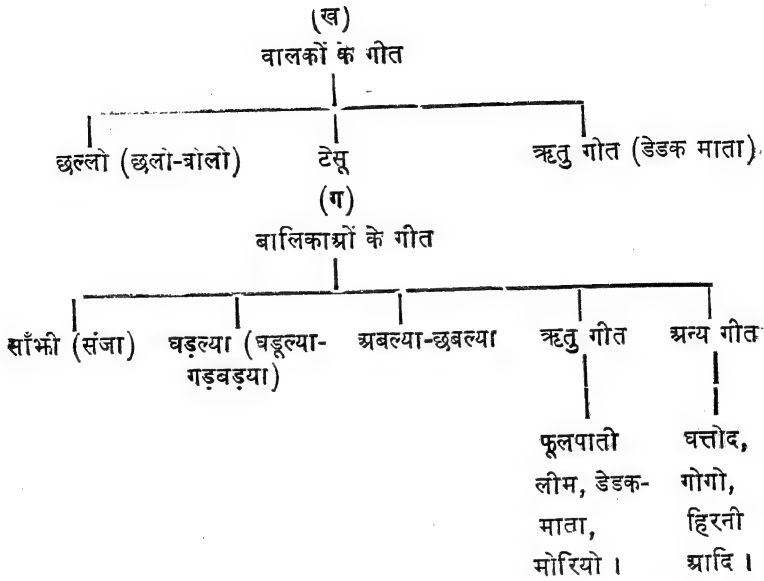 (ख)
वालकों के गीत
छल्लो (छलो-बोलो) टेसू ऋतु गीत (डेडक माता)
(ग)
बालिकाओं के गीत
साँझी (संजा) घड़ल्या (घडूल्या-गड़बड़या) अबल्या-छबल्या ऋतु गीत अन्य गीत
फूलपाती
लीम, डेडक-
माता,
मोरियो ।
घत्तोद,
गोगो,
हिरनी
आदि ।